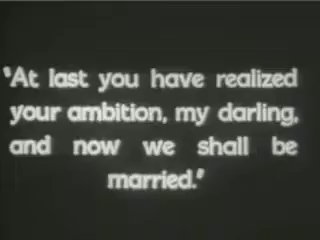 "At last you have realized
your ambition, my darling,
and now we shall be
married."